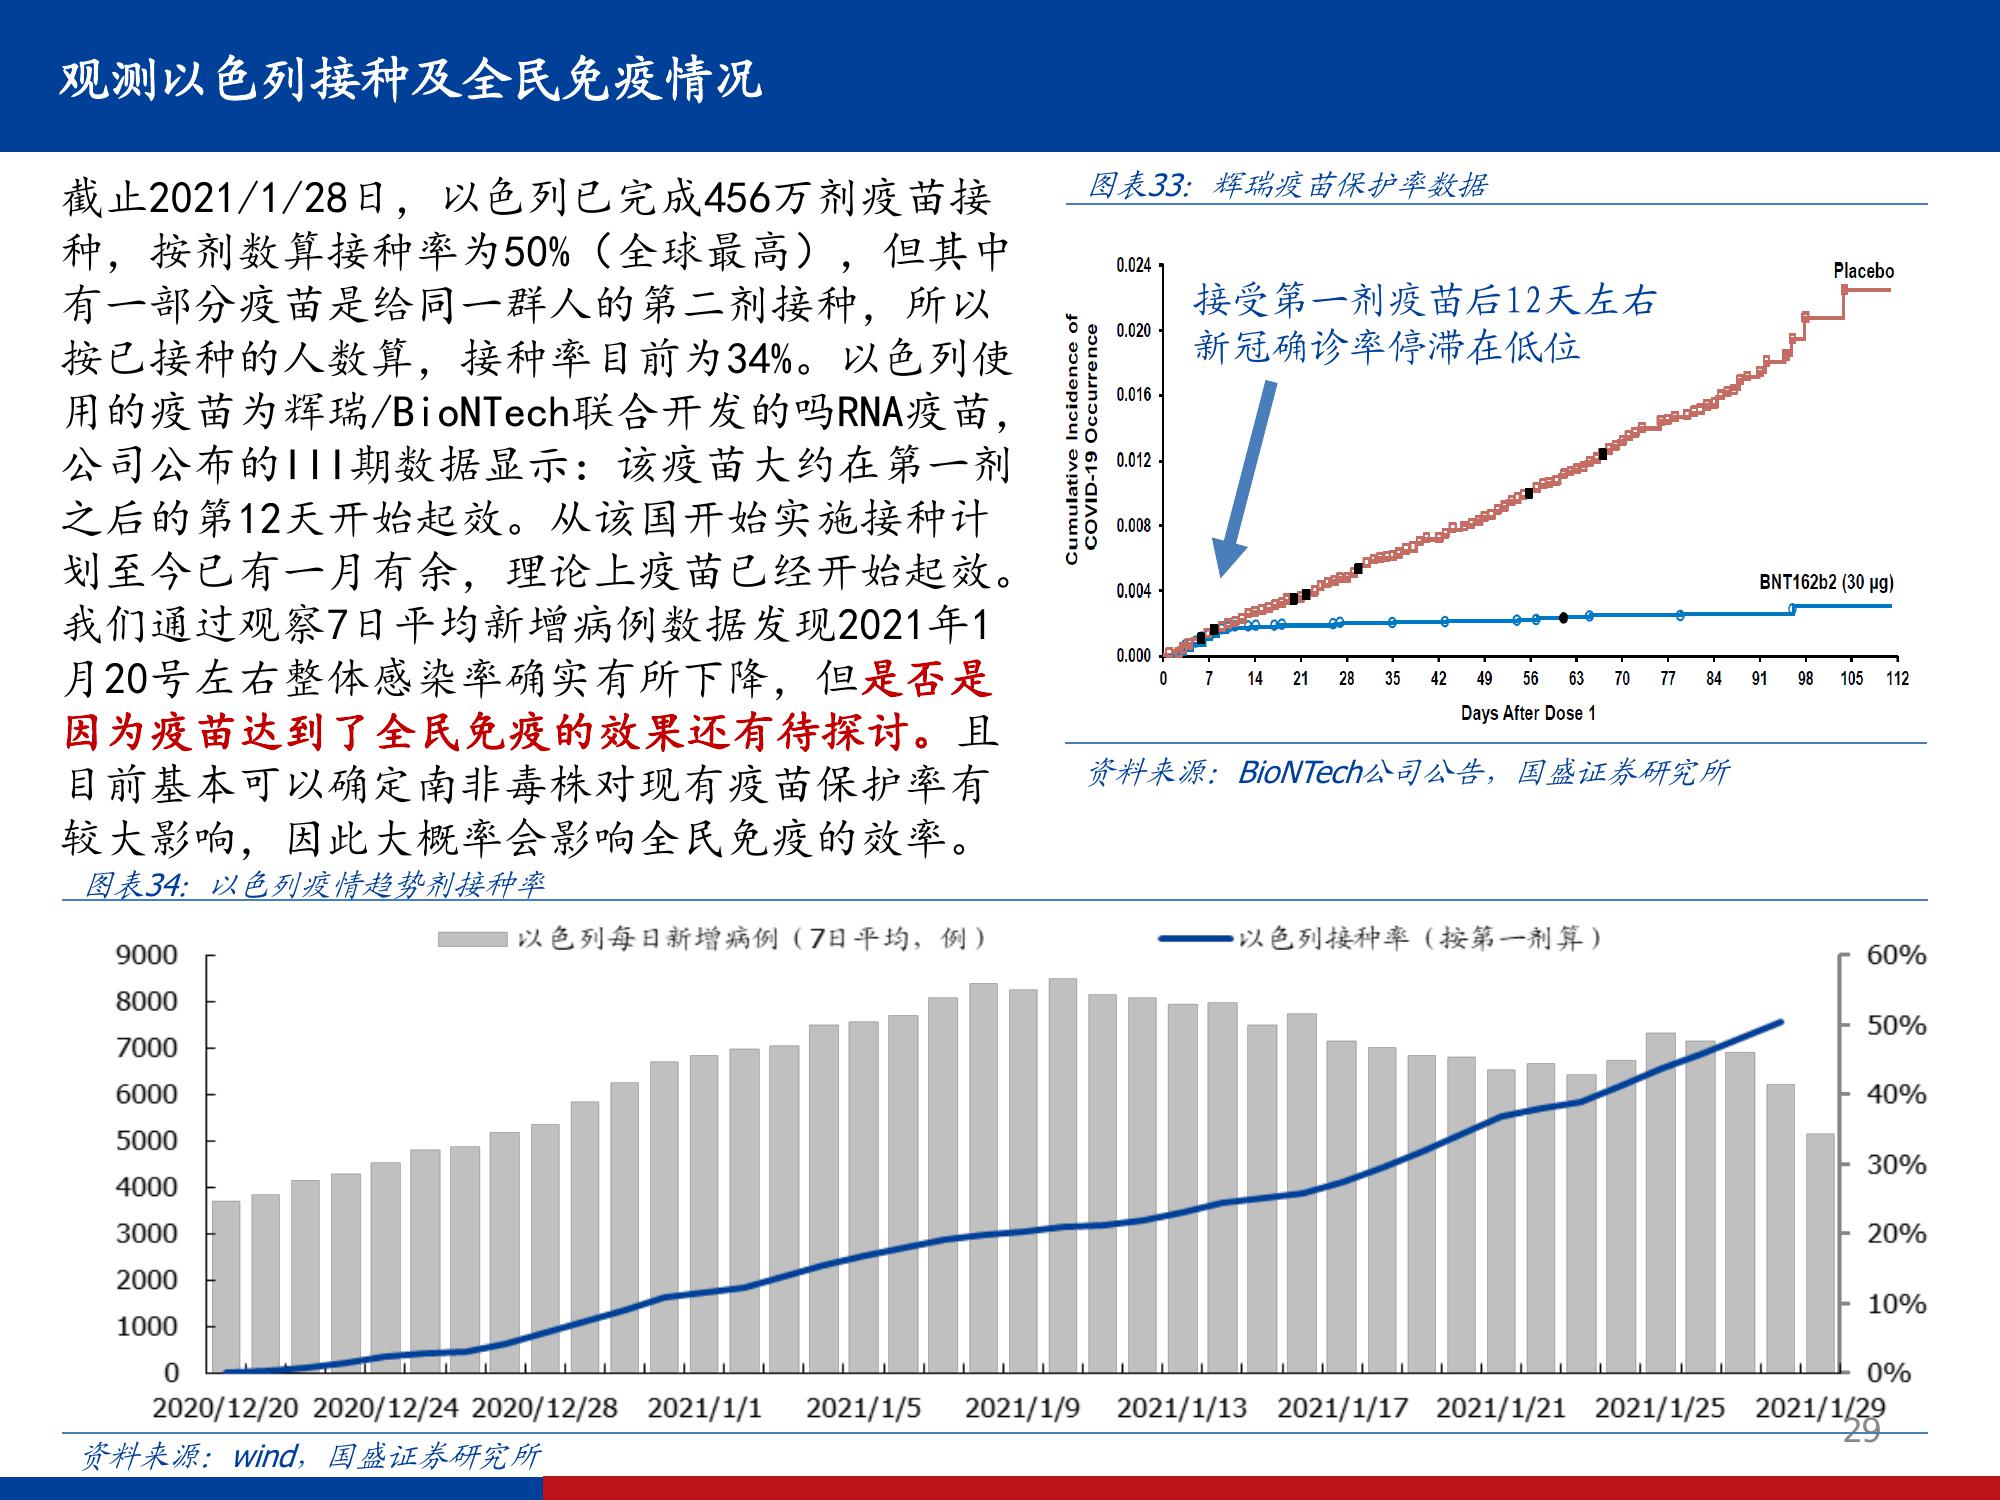 观测以色列接种及全民免疫情况
截止2021/1/28日，以色列已完成456万剂疫苗接
种，按剂数算接种率为50%（全球最高），但其中
有一部分疫苗是给同一群人的第二剂接种，所以
按已接种的人数算，接种率目前为34%。以色列使
用的疫苗为辉瑞/BioNTech联合开发的吗RNA疫苗，
公司公布的III期数据显示：该疫苗大约在第一剂
之后的第12天开始起效。从该国开始实施接种计
划至今已有一月有余，理论上疫苗已经开始起效。
我们通过观察7日平均新增病例数据发现2021年1
月20号左右整体感染率确实有所下降，但是否是
因为疫苗达到了全民免疫的效果还有待探讨。且
目前基本可以确定南非毒株对现有疫苗保护率有
较大影响，因此大概率会影响全民免疫的效率。
图表33：辉瑞疫苗保护率数据
接受第一剂疫苗后12天左右
新冠确诊率停滞在低位
Placebo
BNT162b2 (30 μg)
Cumulative Incidence of
COVID-19 Occurrence
0.024
0.020
0.016
0.012
0.008
0.004
0.000
0 7 14 21 28 35 42 49 56 63 70 77 84 91 98 105 112
Days After Dose 1
资料来源：BioNTech公司公告，国盛证券研究所
图表34：以色列疫情趋势剂接种率
以色列每日新增病例（7日平均，例） 以色列接种率（按第一剂算）
9000
8000
7000
6000
5000
4000
3000
2000
1000
0
60%
50%
40%
30%
20%
10%
0%
2020/12/20 2020/12/24 2020/12/28 2021/1/1 2021/1/5 2021/1/9 2021/1/13 2021/1/17 2021/1/21 2021/1/25 2021/1/29
资料来源：wind，国盛证券研究所
29